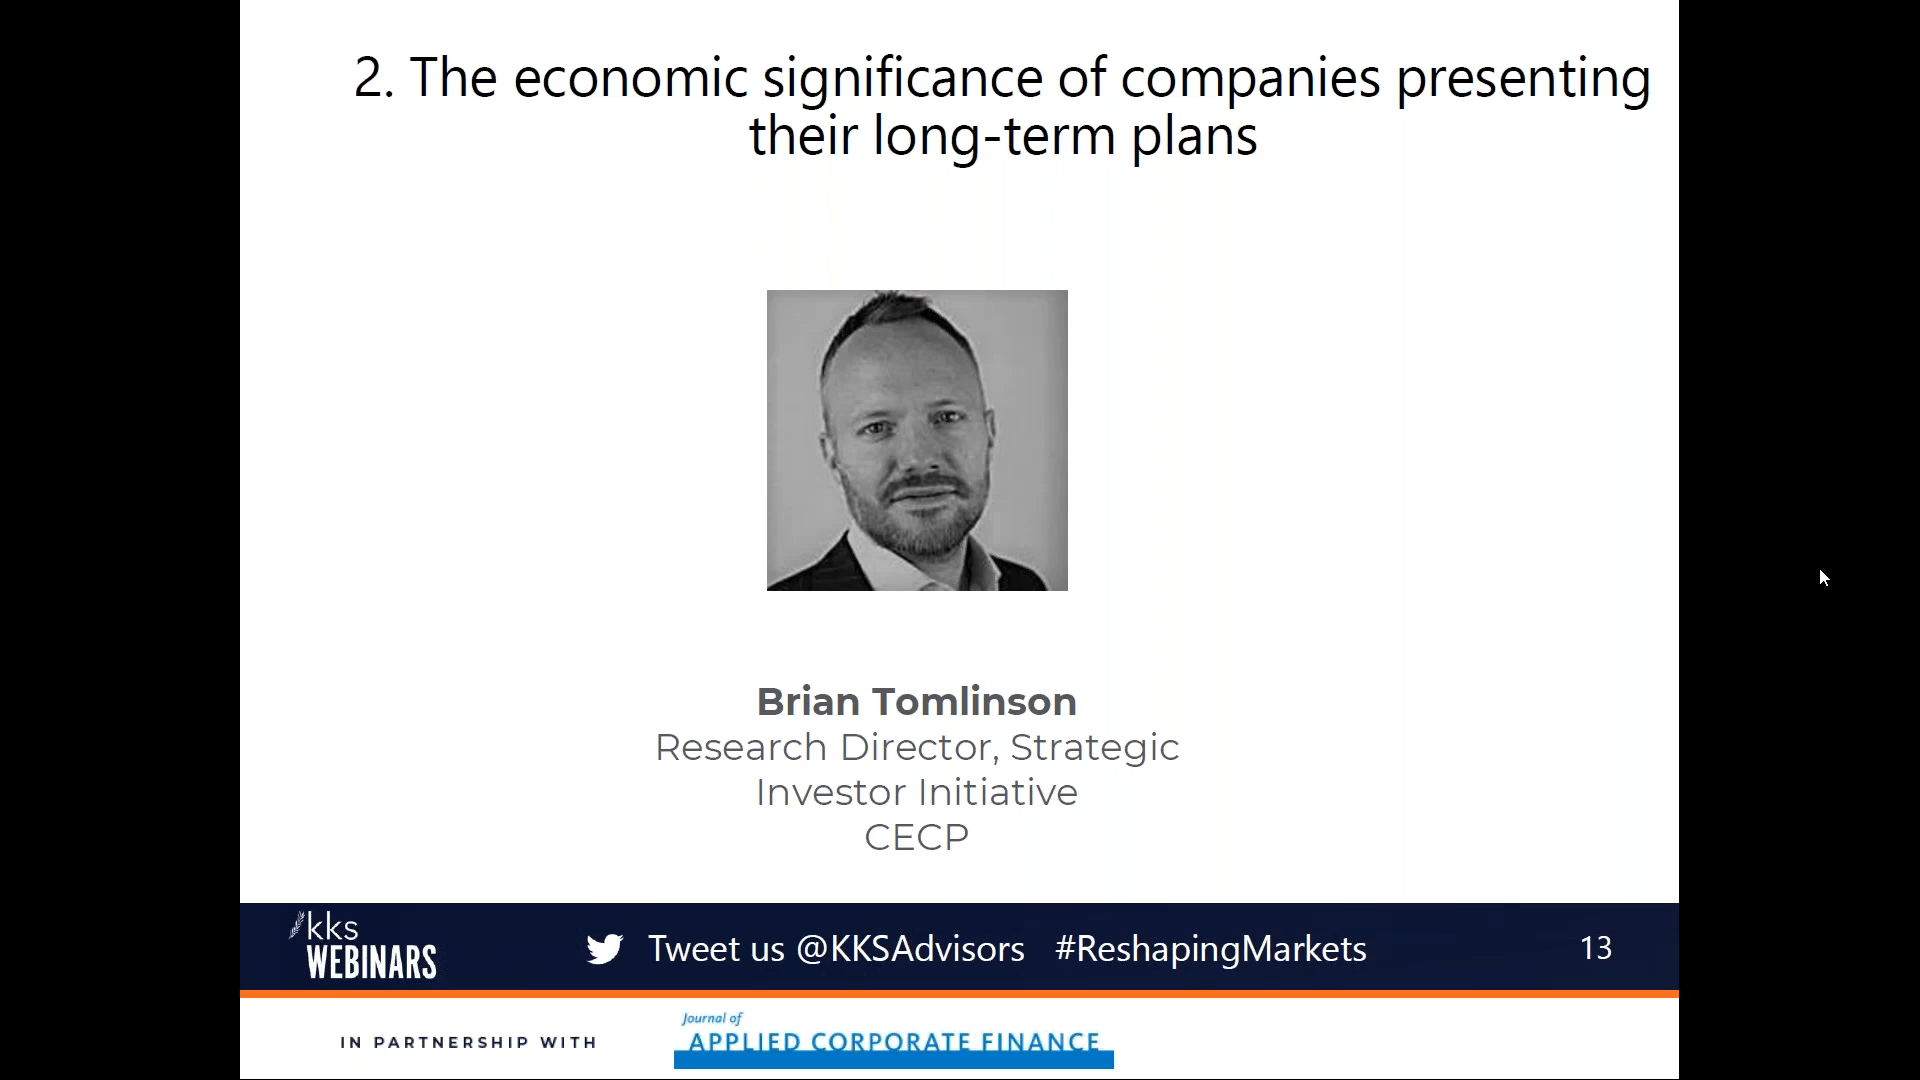 2. The economic significance of companies presenting
their long-term plans
Brian Tomlinson
Research Director, Strategic
Investor Initiative
CECP
kks
WEBINARS
Tweet us @KKSAdvisors #ReshapingMarkets
13
IN PARTNERSHIP WITH
Journal of
APPLIED CORPORATE FINANCE